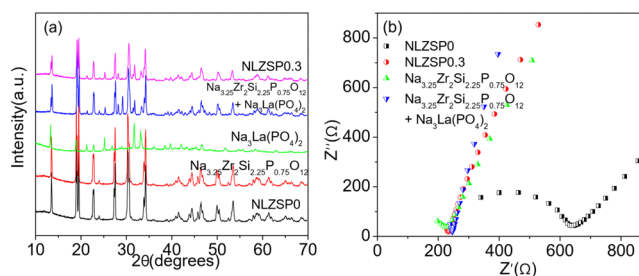 (a)
NLZSP0.3
Na3.25Zr2Si2.25P0.75O12
+ Na3La(PO4)2
Na3La(PO4)2
Na3.25Zr2Si2.25P0.75O12
NLZSP0
Intensity(a.u.)
10 20 30 40 50 60 70
2θ(degrees)
(b)
NLZSP0
NLZSP0.3
Na3.25Zr2Si2.25P0.75O12
Na3.25Zr2Si2.25P0.75O12
+ Na3La(PO4)2
Z''(Ω)
800
600
400
200
0
0 200 400 600 800
Z'(Ω)